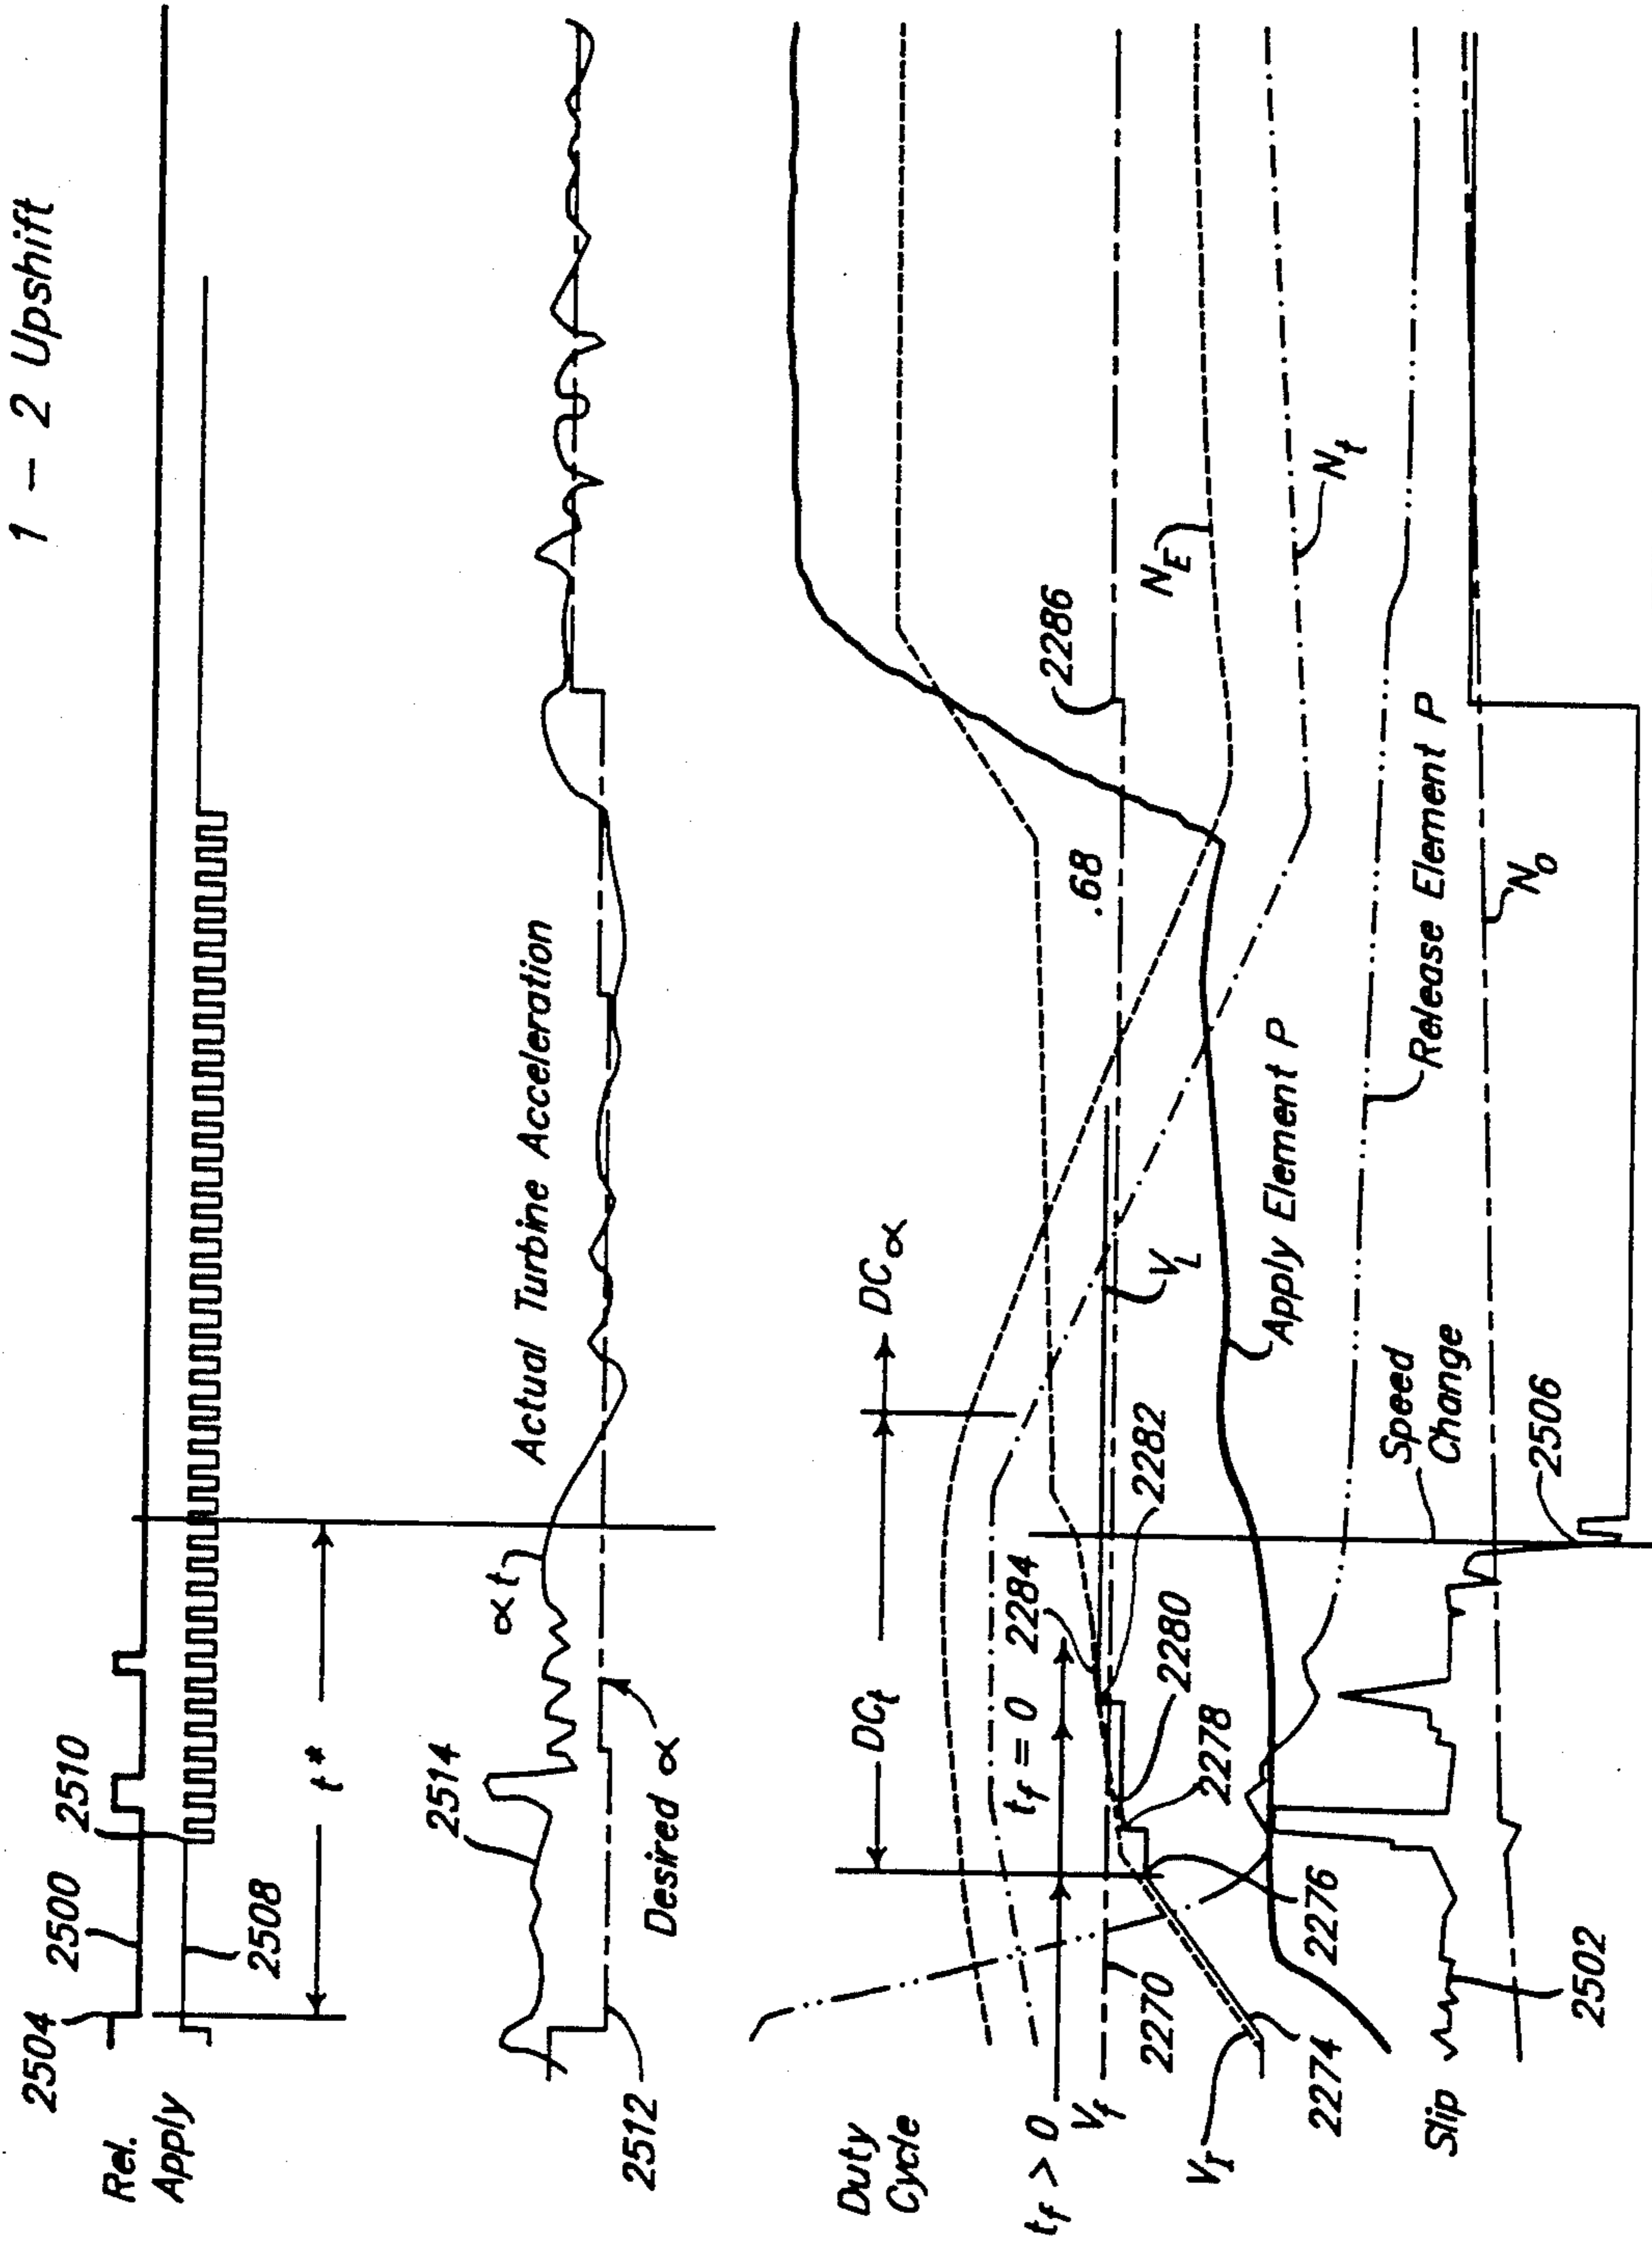 1 - 2 Upshift
2504
Rel.
Apply
2500
2510
2508
t*
2514
αt
Actual Turbine Acceleration
Desired α
2512
Duty
Cycle
DCt
DCα
tf > 0
tf = 0
2284
2282
2280
2278
2276
2270
2274
Vf
VI
VL
.68
2286
NE
Nt
Apply Element P
Release Element P
Speed
Change
2506
No
Slip
2502